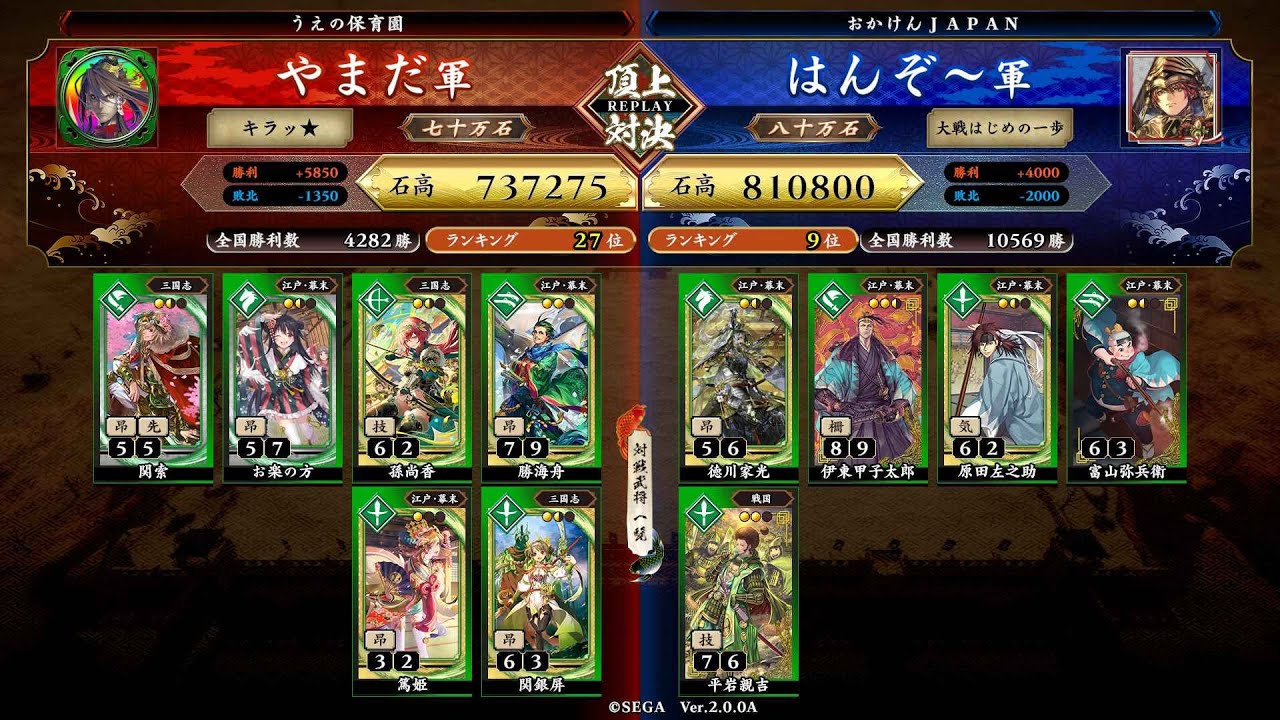 うえの保育園
おかけんJAPAN
やまだ軍
はんぞ～軍
頂上
REPLAY
対決
キラッ★
七十万石
八十万石
大戦はじめの一歩
勝利 +5850
敗北 -1350
石高 737275
石高 810800
勝利 +4000
敗北 -2000
全国勝利数 4282勝
ランキング 27位
ランキング 9位
全国勝利数 10569勝
三国志
昂 先
5 5
関索
江戸・幕末
昂
5 7
お楽の方
三国志
技
6 2
孫尚香
江戸・幕末
昂
7 9
勝海舟
江戸・幕末
昂
5 6
徳川家光
江戸・幕末
柵
8 9
伊東甲子太郎
江戸・幕末
気
6 2
原田左之助
江戸・幕末
6 3
富山弥兵衛
対戦武将一覧
江戸・幕末
昂
3 2
篤姫
三国志
昂
6 3
関銀屏
戦国
技
7 6
平岩親吉
©SEGA Ver.2.0.0A